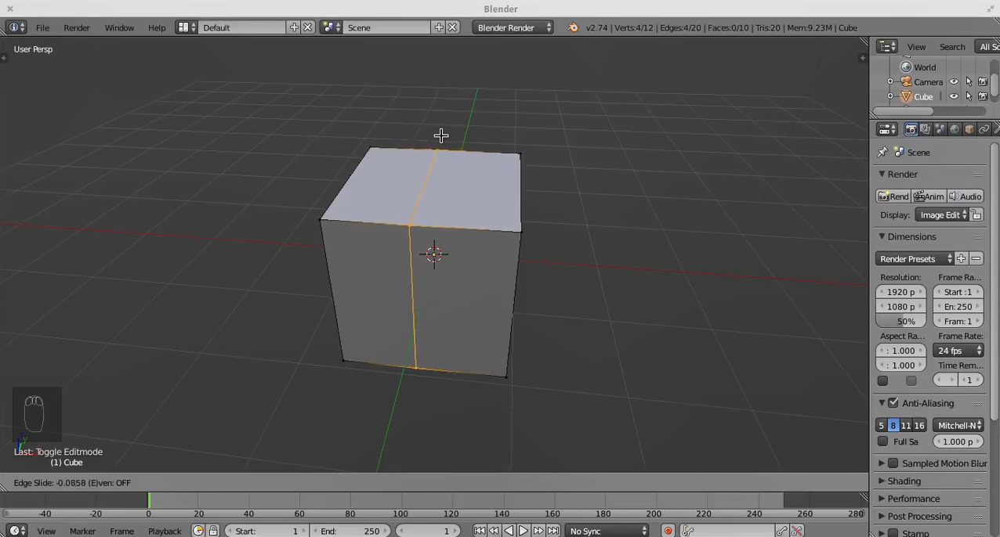 Blender
File Render Window Help Default Scene Blender Render v2.74 | Verts:4/12 | Edges:4/20 | Faces:0/10 | Tris:20 | Mem:9.23M | Cube
User Persp
View Search All Sc
World
Camera
Cube
Scene
Render
Rend Anim Audio
Display: Image Edit
Dimensions
Render Presets
Resolution: Frame Ra...
1920 p Start :1
1080 p En: 250
50% Fram: 1
Aspect Ra... Frame Rate:
: 1.000 24 fps
: 1.000 Time Rem...
1
Anti-Aliasing
5 8 11 16 Mitchell-N
Full Sa 1.000 p
Sampled Motion Blur
Shading
Performance
Post Processing
Stamp
Last: Toggle Editmode
(1) Cube
Edge Slide: -0.0858 (E)ven: OFF
-40 -20 0 20 40 60 80 100 120 140 160 180 200 220 240 260 280
View Marker Frame Playback Start: 1 End: 250 1 No Sync